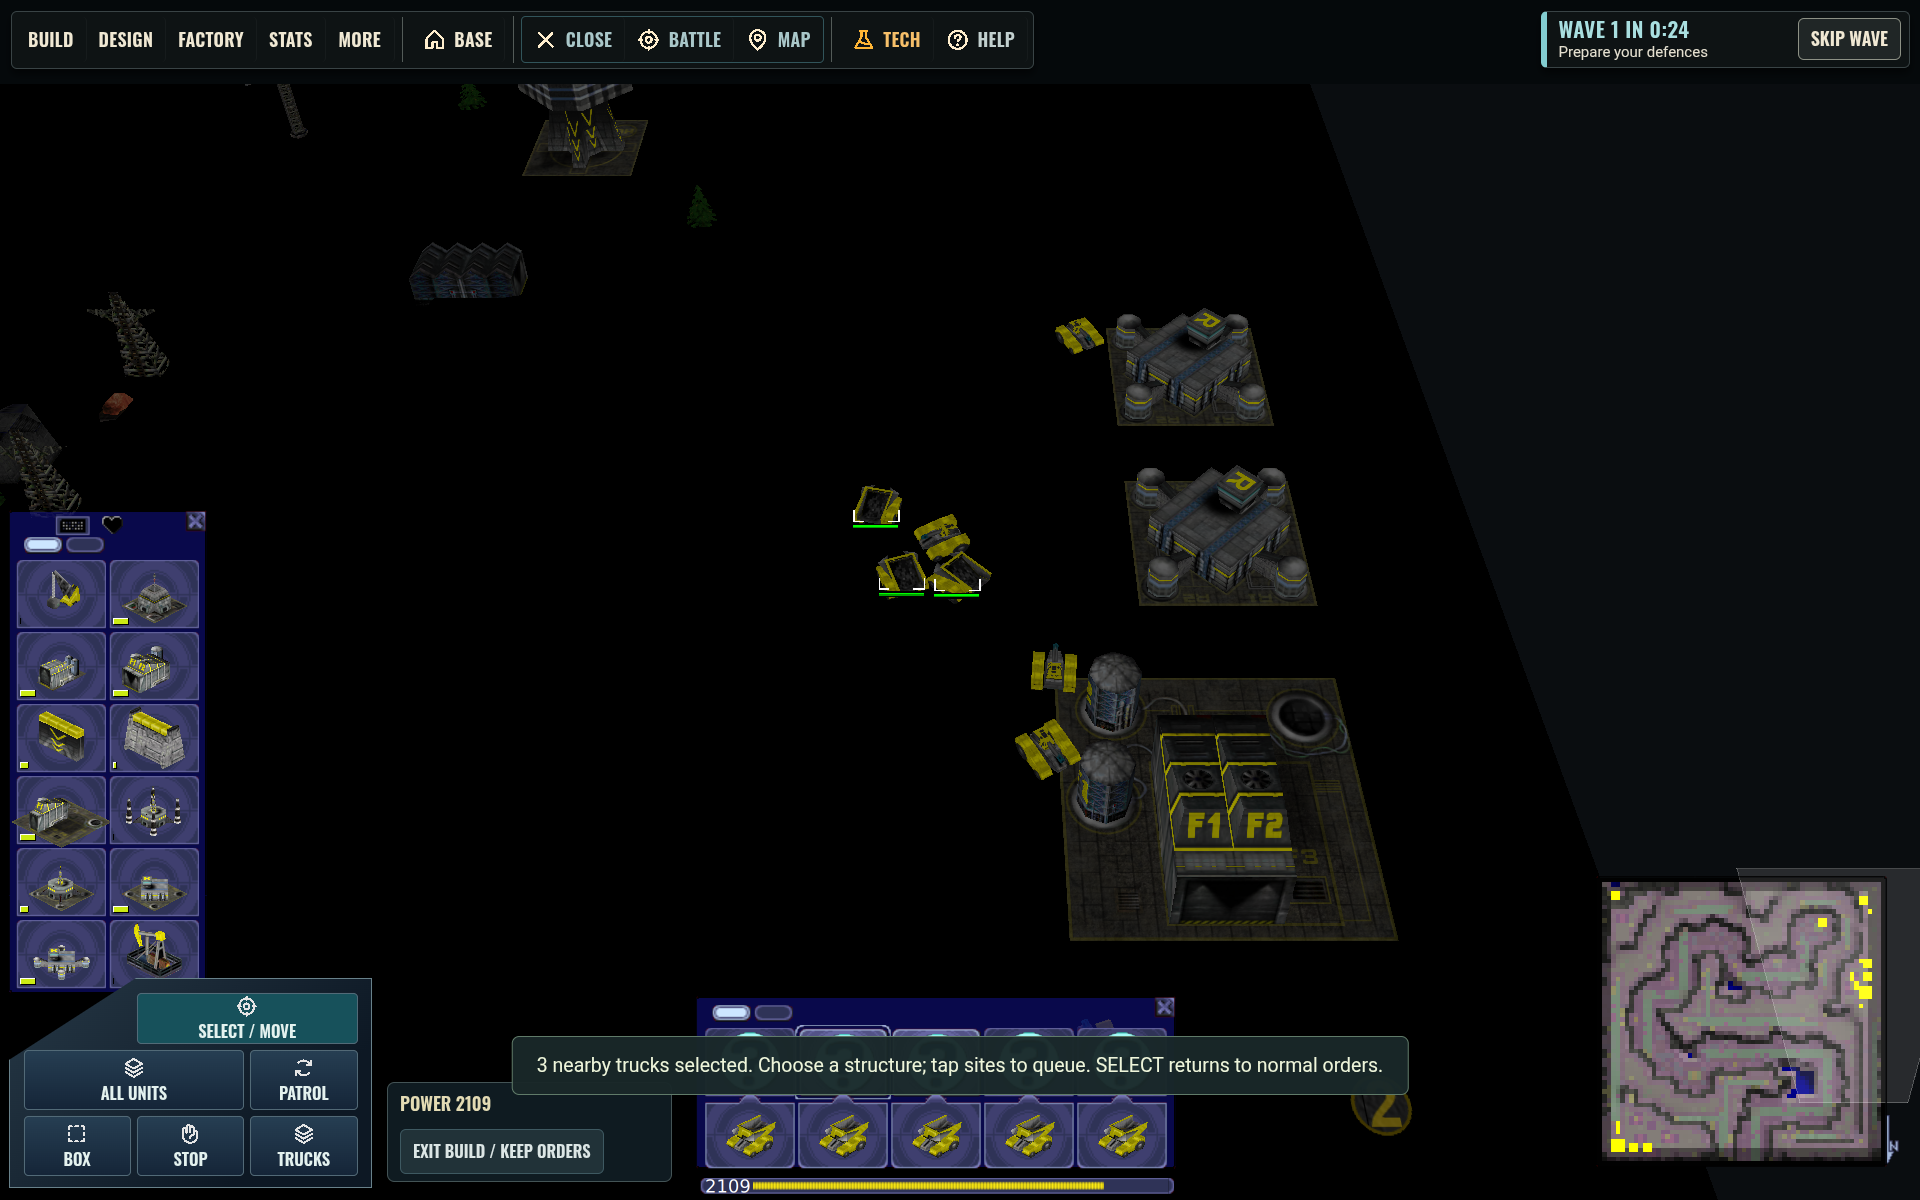 BUILD DESIGN FACTORY STATS MORE BASE CLOSE BATTLE MAP TECH HELP
WAVE 1 IN 0:24
Prepare your defences
SKIP WAVE
R
R
F1 F2
3
SELECT / MOVE
ALL UNITS PATROL
BOX STOP TRUCKS
3 nearby trucks selected. Choose a structure; tap sites to queue. SELECT returns to normal orders.
POWER 2109
EXIT BUILD / KEEP ORDERS
2
2109
N